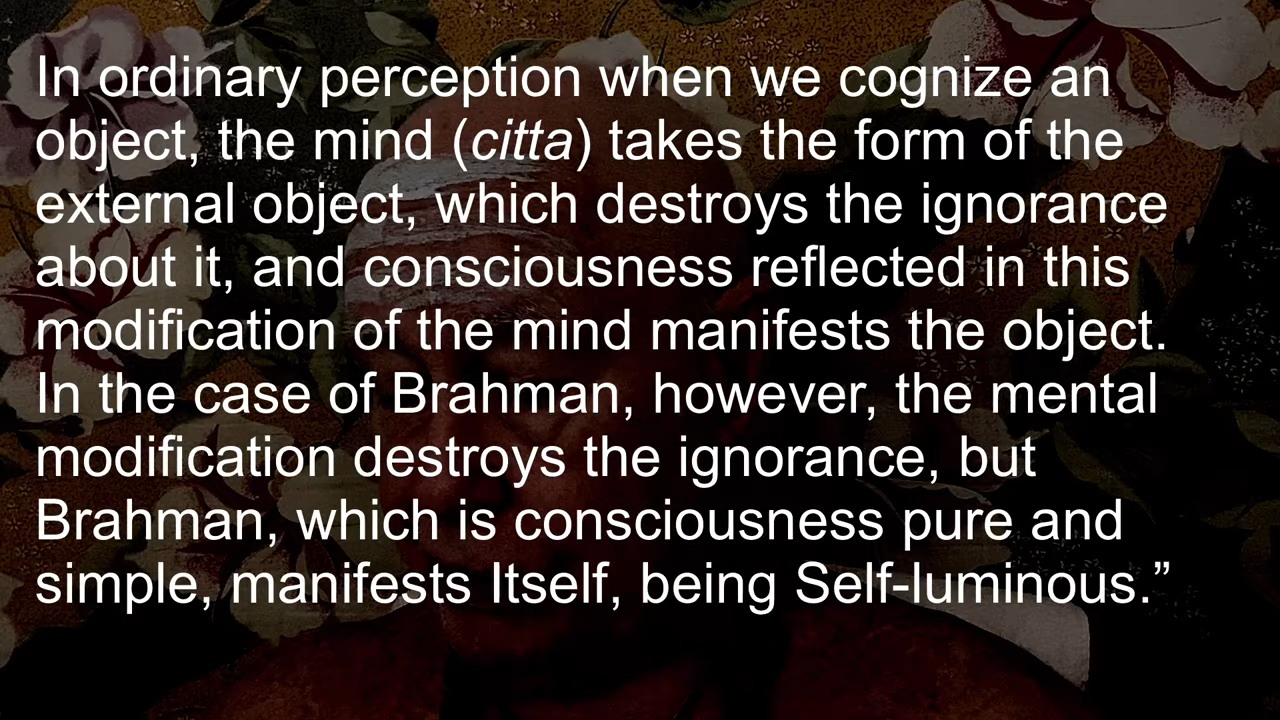 In ordinary perception when we cognize an
object, the mind (citta) takes the form of the
external object, which destroys the ignorance
about it, and consciousness reflected in this
modification of the mind manifests the object.
In the case of Brahman, however, the mental
modification destroys the ignorance, but
Brahman, which is consciousness pure and
simple, manifests Itself, being Self-luminous.”